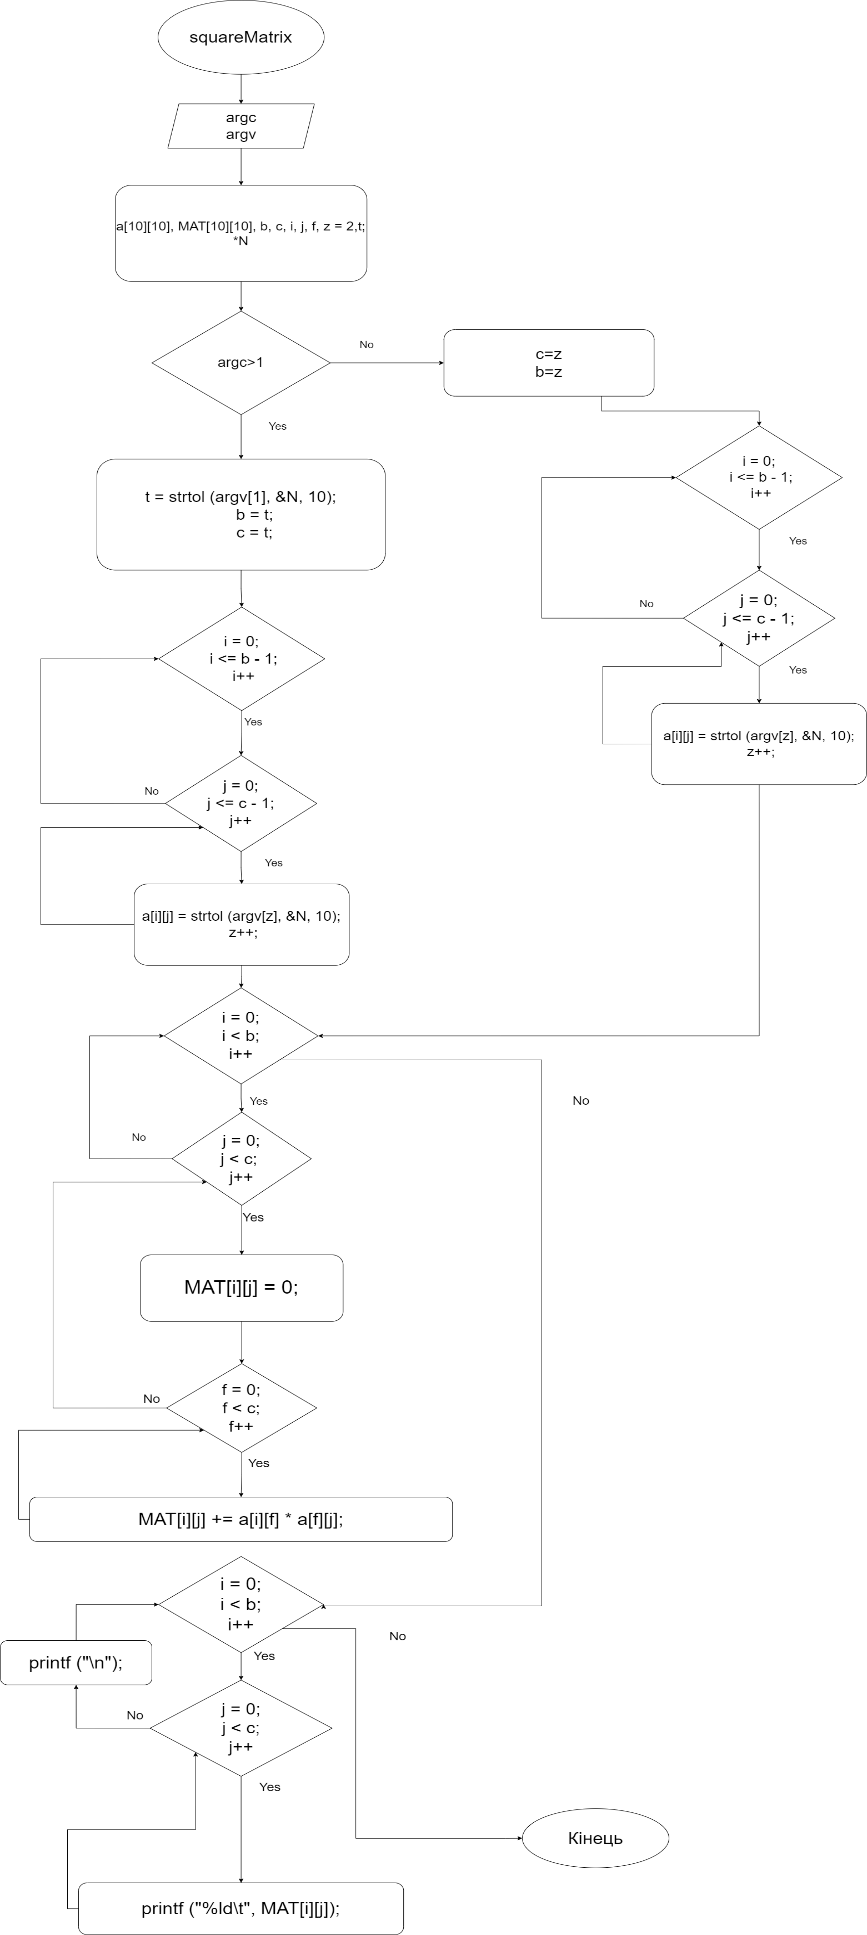 squareMatrix
argc
argv
a[10][10], MAT[10][10], b, c, i, j, f, z = 2,t;
*N
argc>1
No
c=z
b=z
Yes
t = strtol (argv[1], &N, 10);
b = t;
c = t;
i = 0;
i <= b - 1;
i++
Yes
j = 0;
j <= c - 1;
j++
No
Yes
a[i][j] = strtol (argv[z], &N, 10);
z++;
i = 0;
i <= b - 1;
i++
Yes
j = 0;
j <= c - 1;
j++
No
Yes
a[i][j] = strtol (argv[z], &N, 10);
z++;
i = 0;
i < b;
i++
Yes
No
j = 0;
j < c;
j++
No
Yes
MAT[i][j] = 0;
f = 0;
f < c;
f++
No
Yes
MAT[i][j] += a[i][f] * a[f][j];
i = 0;
i < b;
i++
No
Yes
printf ("\n");
j = 0;
j < c;
j++
No
Yes
Кінець
printf ("%ld\t", MAT[i][j]);